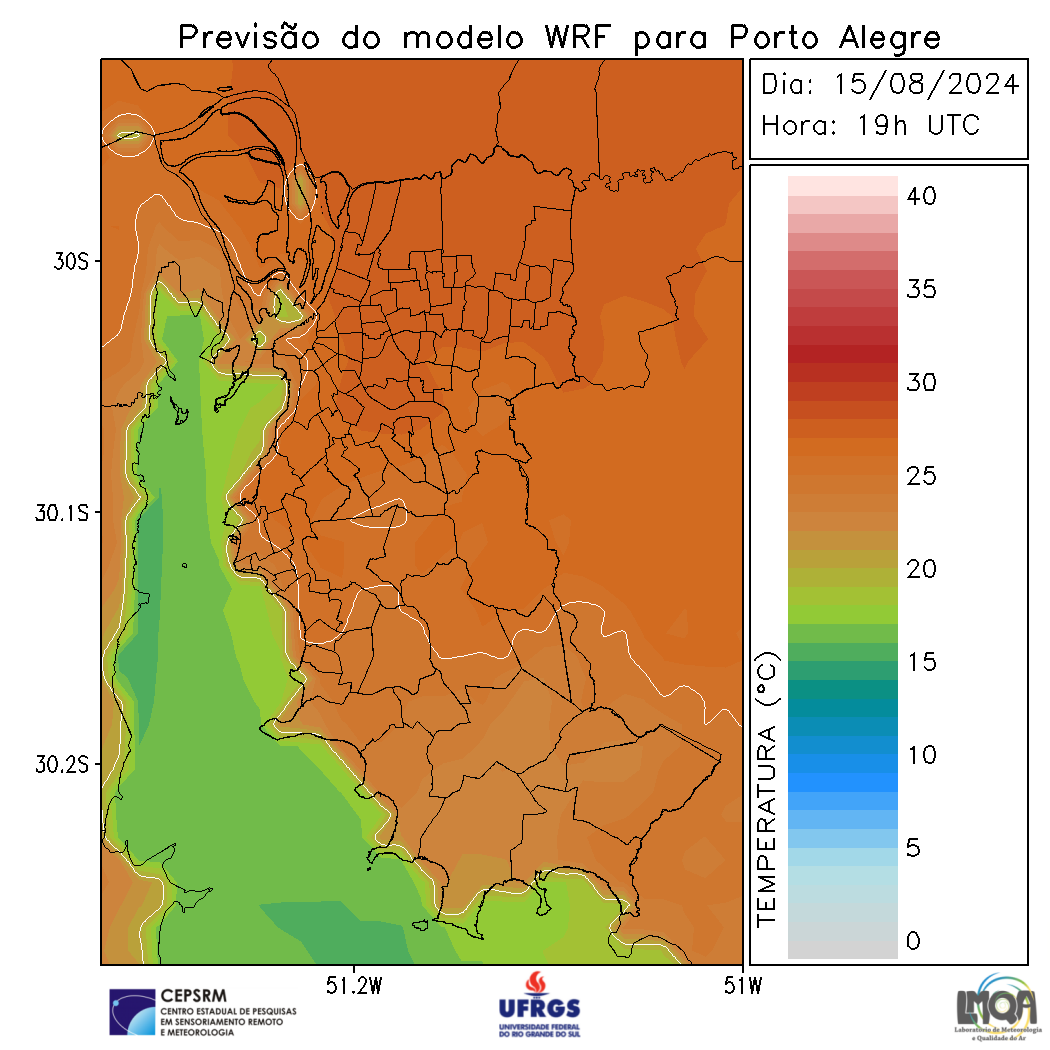 Previsão do modelo WRF para Porto Alegre
Dia: 15/08/2024
Hora: 19h UTC
40
35
30
25
20
15
10
5
0
TEMPERATURA (°C)
30S
30.1S
30.2S
51.2W
51W
CEPSRM
CENTRO ESTADUAL DE PESQUISAS
EM SENSORIAMENTO REMOTO
E METEOROLOGIA
UFRGS
UNIVERSIDADE FEDERAL
DO RIO GRANDE DO SUL
LMQA
Laboratório de Meteorologia
e Qualidade do Ar